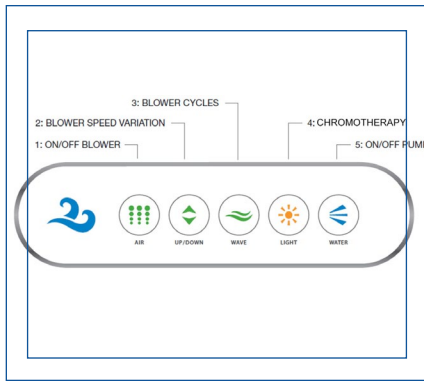 3: BLOWER CYCLES
2: BLOWER SPEED VARIATION
4: CHROMOTHERAPY
1: ON/OFF BLOWER
5: ON/OFF PUM
AIR
UP/DOWN
WAVE
LIGHT
WATER